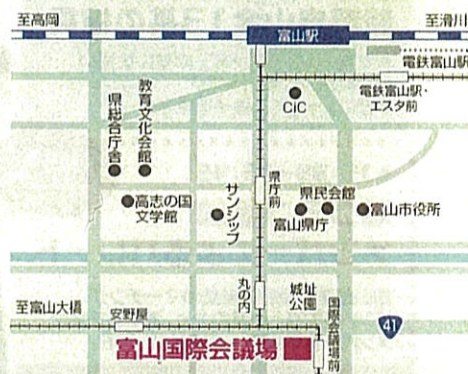 至高岡
富山駅
至滑川
電鉄富山駅
電鉄富山駅・
エスタ前
CiC
教育文化会館
県総合庁舎
高志の国
文学館
サンシップ
県庁前
県民会館
富山県庁
富山市役所
丸の内
城址
公園
国際会議場前
至富山大橋
安野屋
41
富山国際会議場